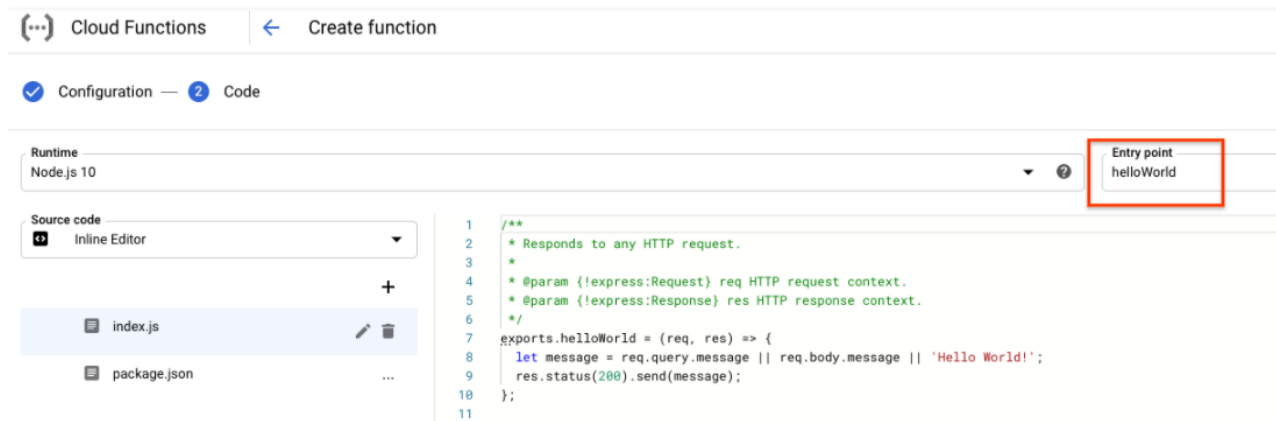 (...) Cloud Functions Create function
Configuration — 2 Code
Runtime
Node.js 10
Entry point
helloWorld
Source code
Inline Editor
+
index.js
package.json
...
1 /**
2 * Responds to any HTTP request.
3 *
4 * @param {!express:Request} req HTTP request context.
5 * @param {!express:Response} res HTTP response context.
6 */
7 exports.helloWorld = (req, res) => {
8 let message = req.query.message || req.body.message || 'Hello World!';
9 res.status(200).send(message);
10 };
11